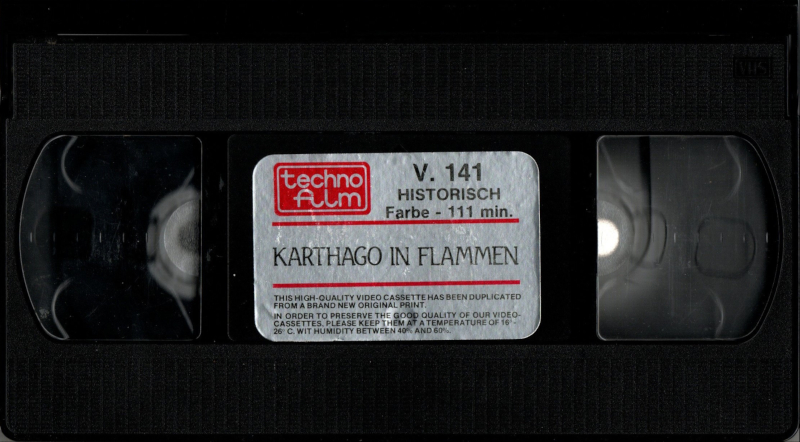 VHS
techno
film
V. 141
HISTORISCH
Farbe - 111 min.
KARTHAGO IN FLAMMEN
THIS HIGH-QUALITY VIDEO CASSETTE HAS BEEN DUPLICATED
FROM A BRAND NEW ORIGINAL PRINT.
IN ORDER TO PRESERVE THE GOOD QUALITY OF OUR VIDEO-
CASSETTES, PLEASE KEEP THEM AT A TEMPERATURE OF 16°-
26° C. WIT HUMIDITY BETWEEN 40% AND 60%.